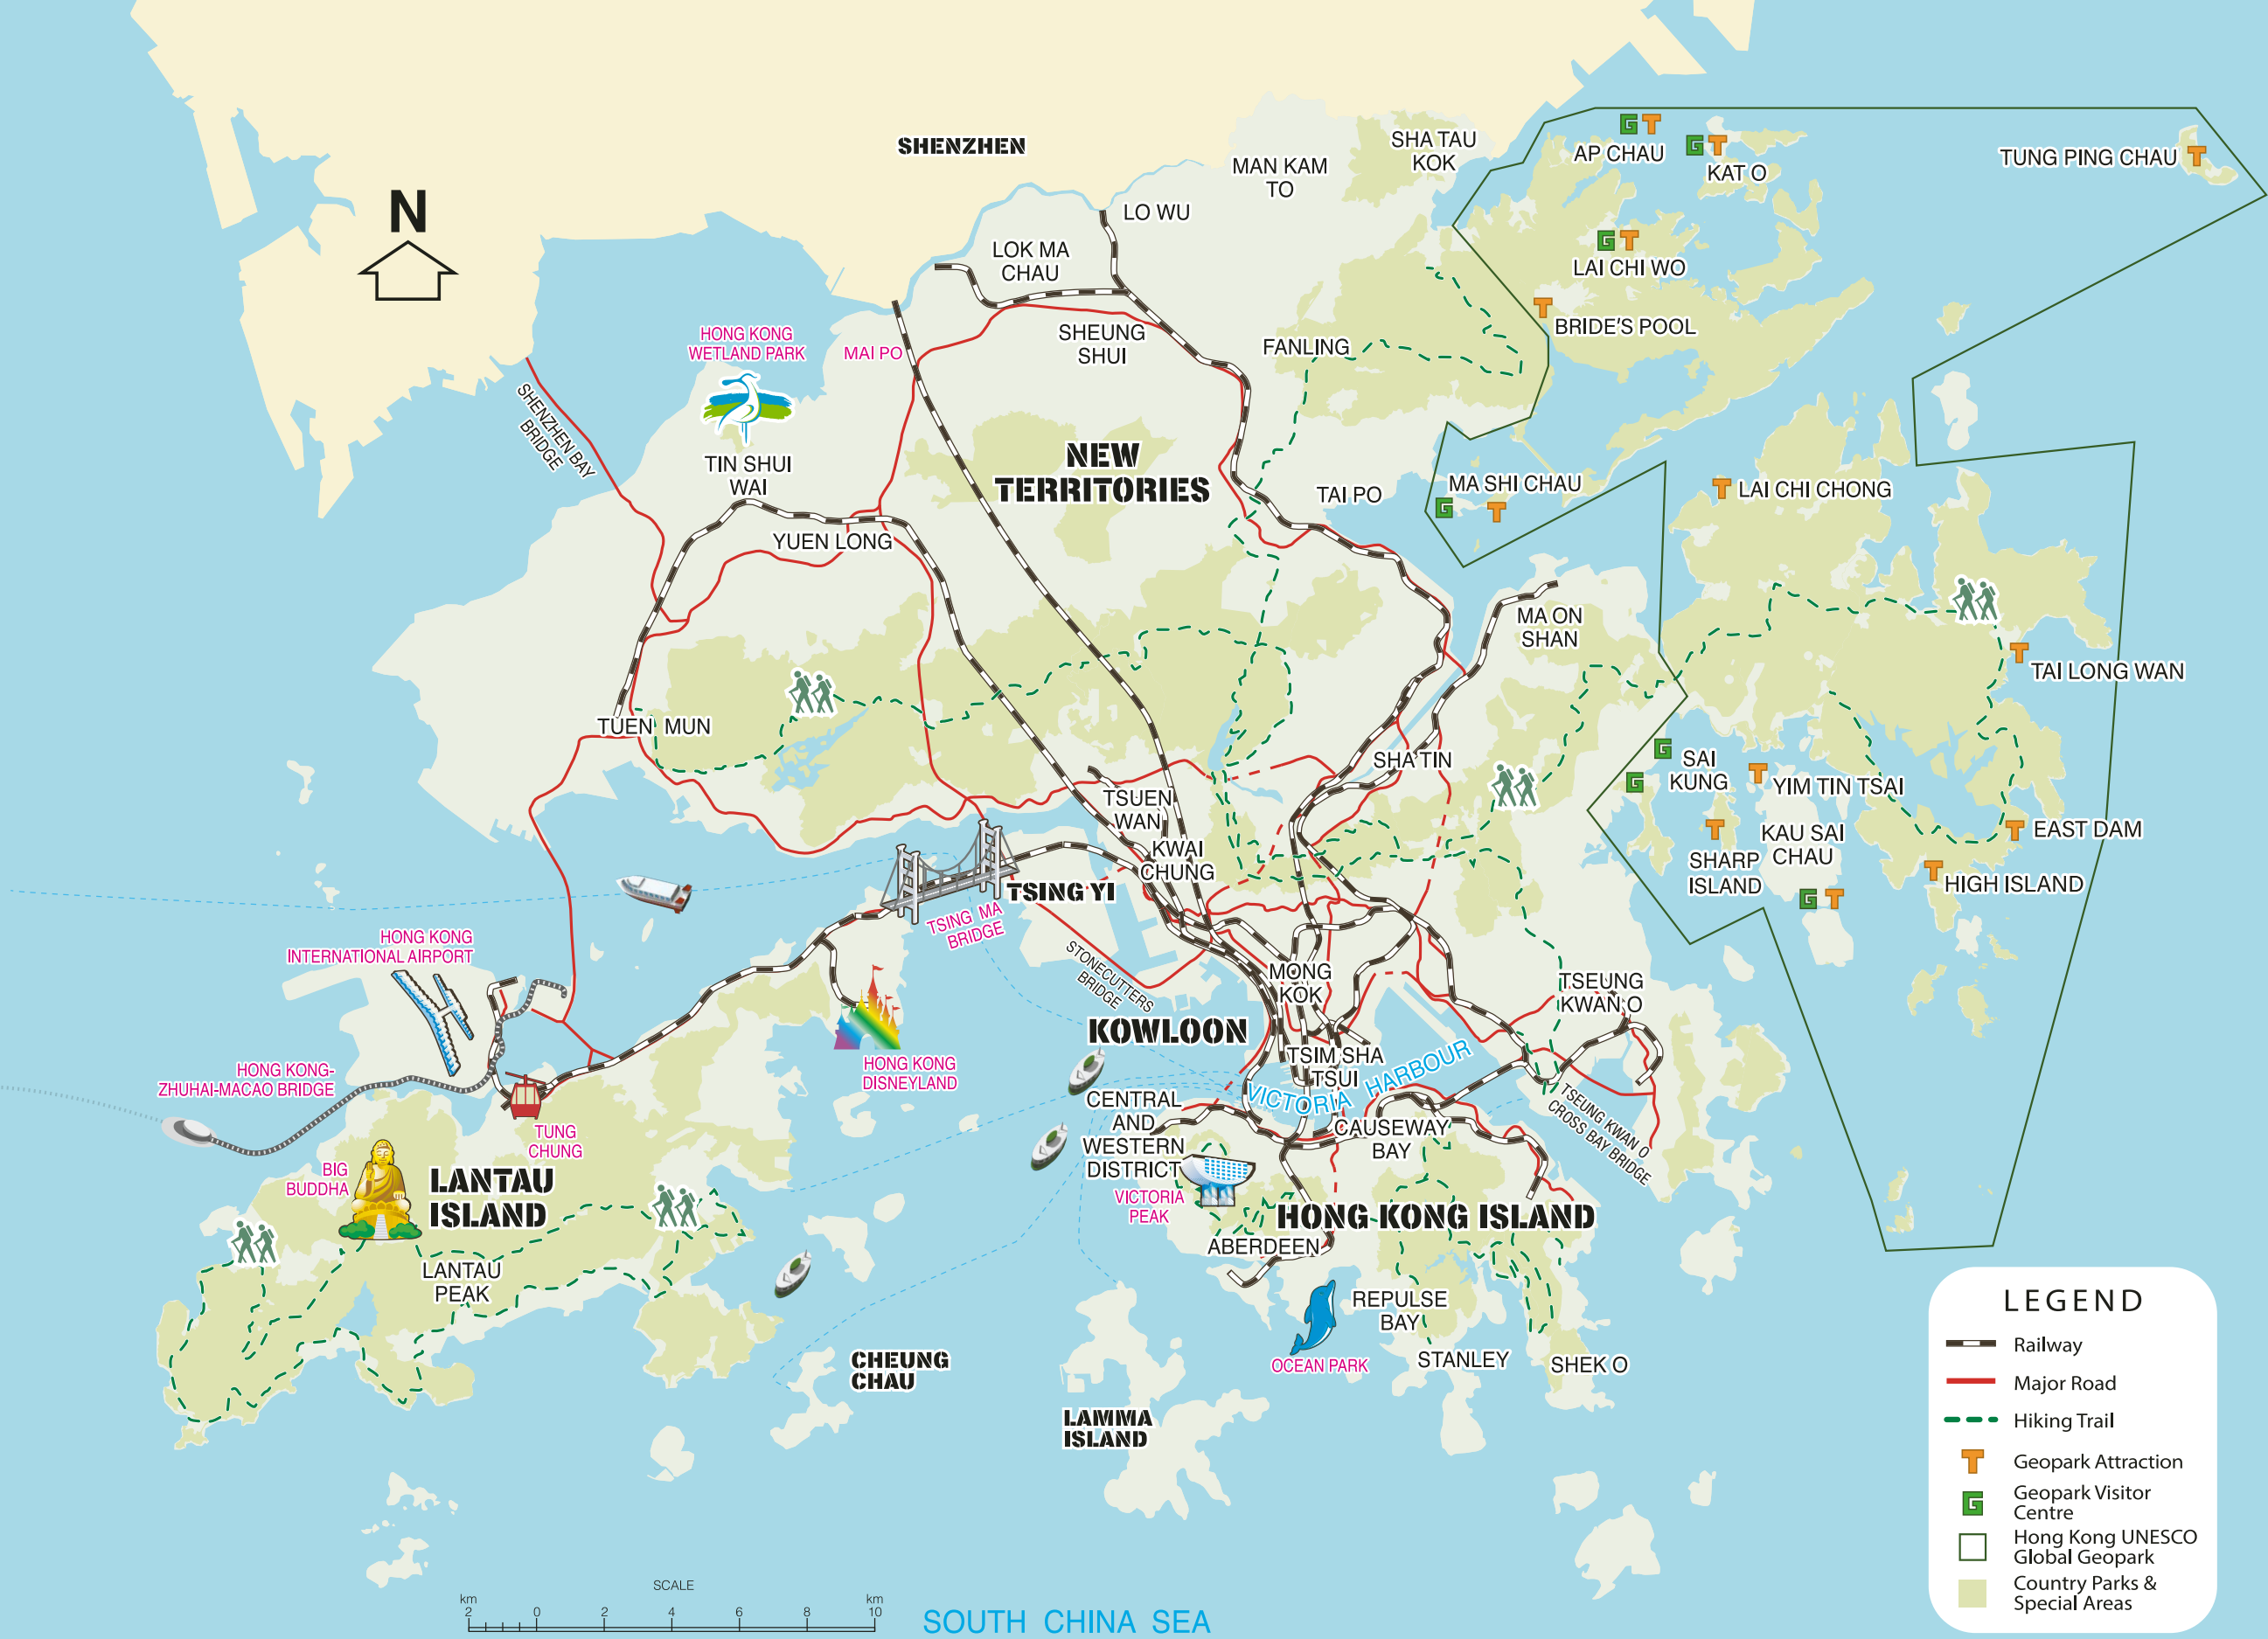 SHENZHEN
N
MAN KAM
TO
SHA TAU
KOK
AP CHAU
G T
G T
KAT O
TUNG PING CHAU
T
LO WU
LOK MA
CHAU
G T
LAI CHI WO
T
BRIDE'S POOL
SHEUNG
SHUI
FANLING
HONG KONG
WETLAND PARK
MAI PO
SHENZHEN BAY
BRIDGE
TIN SHUI
WAI
NEW
TERRITORIES
TAI PO
MA SHI CHAU
G
T
T
LAI CHI CHONG
YUEN LONG
MA ON
SHAN
T
TAI LONG WAN
TUEN MUN
SHA TIN
G
G
SAI
KUNG
T
YIM TIN TSAI
TSUEN
WAN
KWAI
CHUNG
T
SHARP
ISLAND
KAU SAI
CHAU
G T
T
EAST DAM
T
HIGH ISLAND
TSING YI
TSING MA
BRIDGE
HONG KONG
INTERNATIONAL AIRPORT
STONECUTTERS
BRIDGE
MONG
KOK
TSEUNG
KWAN O
KOWLOON
TSIM SHA
TSUI
HONG KONG
DISNEYLAND
HONG KONG-
ZHUHAI-MACAO BRIDGE
VICTORIA HARBOUR
CENTRAL
AND
WESTERN
DISTRICT
CAUSEWAY
BAY
TSEUNG KWAN O
CROSS BAY BRIDGE
TUNG
CHUNG
BIG
BUDDHA
LANTAU
ISLAND
VICTORIA
PEAK
HONG KONG ISLAND
ABERDEEN
LANTAU
PEAK
REPULSE
BAY
OCEAN PARK
STANLEY
SHEK O
CHEUNG
CHAU
LAMMA
ISLAND
SCALE
km
km
2 0 2 4 6 8 10
SOUTH CHINA SEA
LEGEND
Railway
Major Road
Hiking Trail
T
Geopark Attraction
G
Geopark Visitor
Centre
Hong Kong UNESCO
Global Geopark
Country Parks &
Special Areas